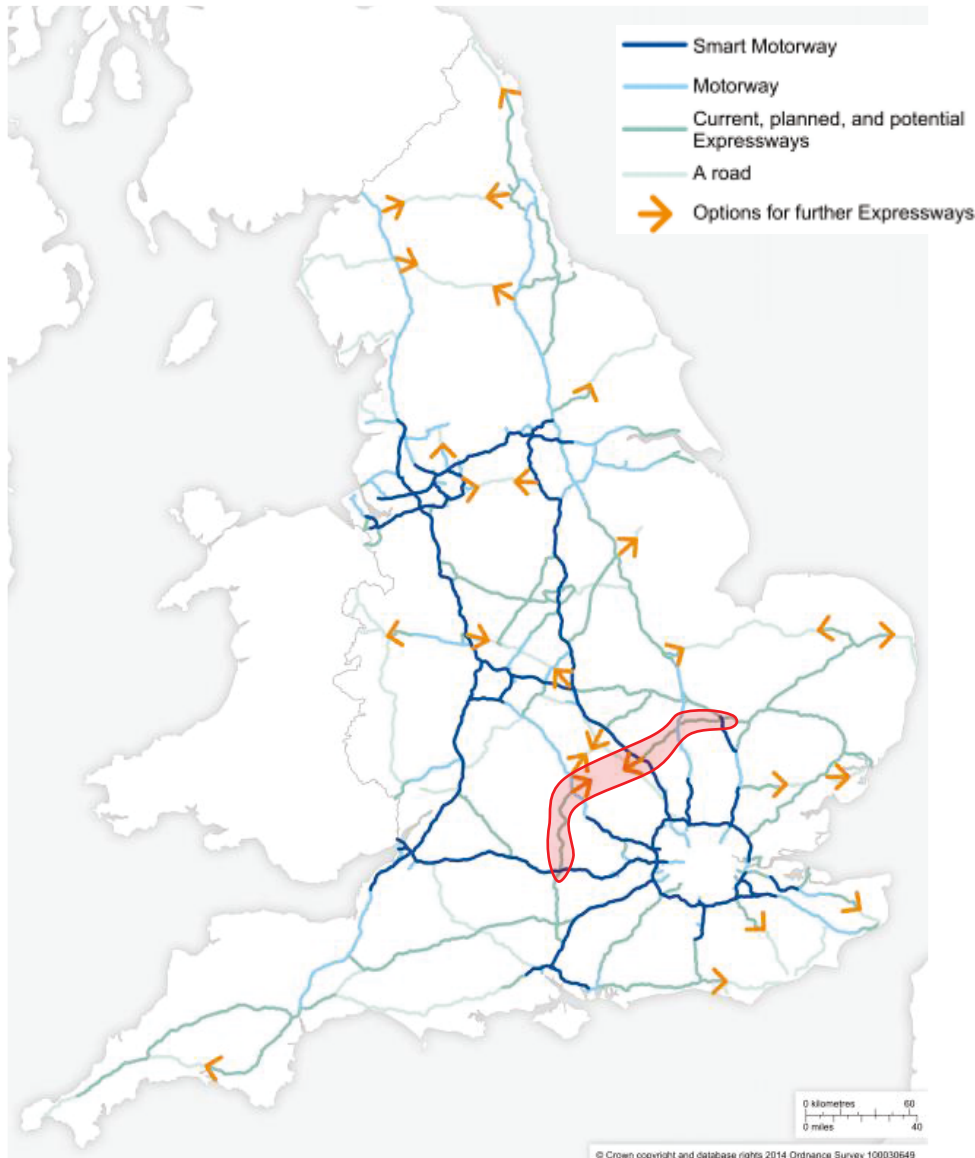 Smart Motorway
Motorway
Current, planned, and potential
Expressways
A road
Options for further Expressways
0 kilometres 60
0 miles 40
© Crown copyright and database rights 2014 Ordnance Survey 100030649